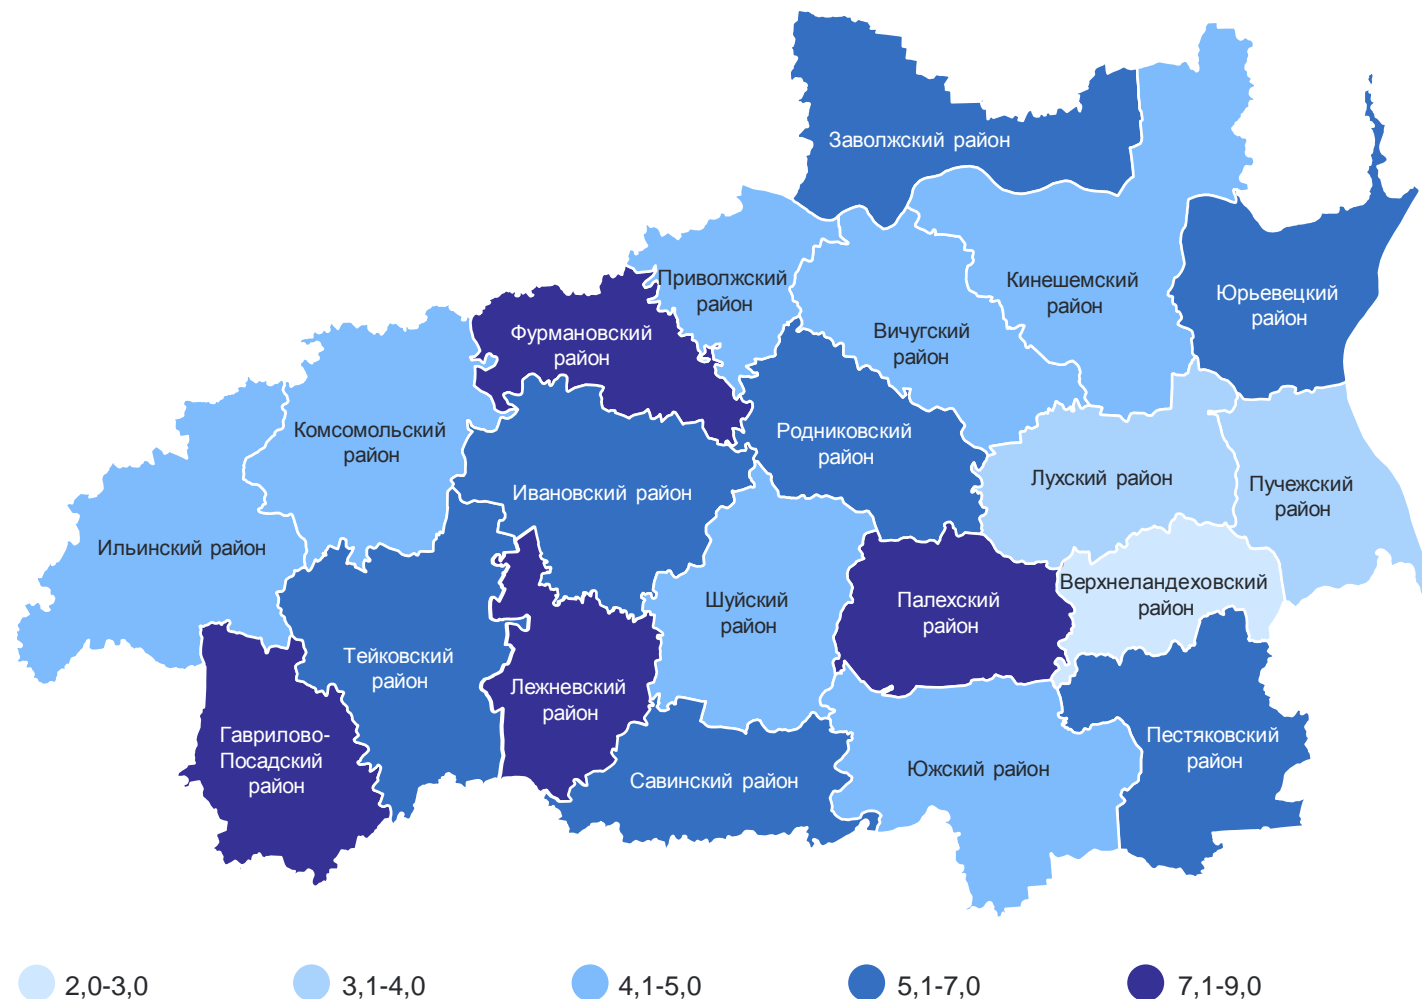 Заволжский район
Приволжский
район
Кинешемский
район
Юрьевецкий
район
Фурмановский
район
Вичугский
район
Комсомольский
район
Родниковский
район
Лухский район
Пучежский
район
Ивановский район
Ильинский район
Верхнеландеховский
район
Шуйский
район
Палехский
район
Тейковский
район
Лежневский
район
Гаврилово-
Посадский
район
Савинский район
Южский район
Пестяковский
район
2,0-3,0
3,1-4,0
4,1-5,0
5,1-7,0
7,1-9,0